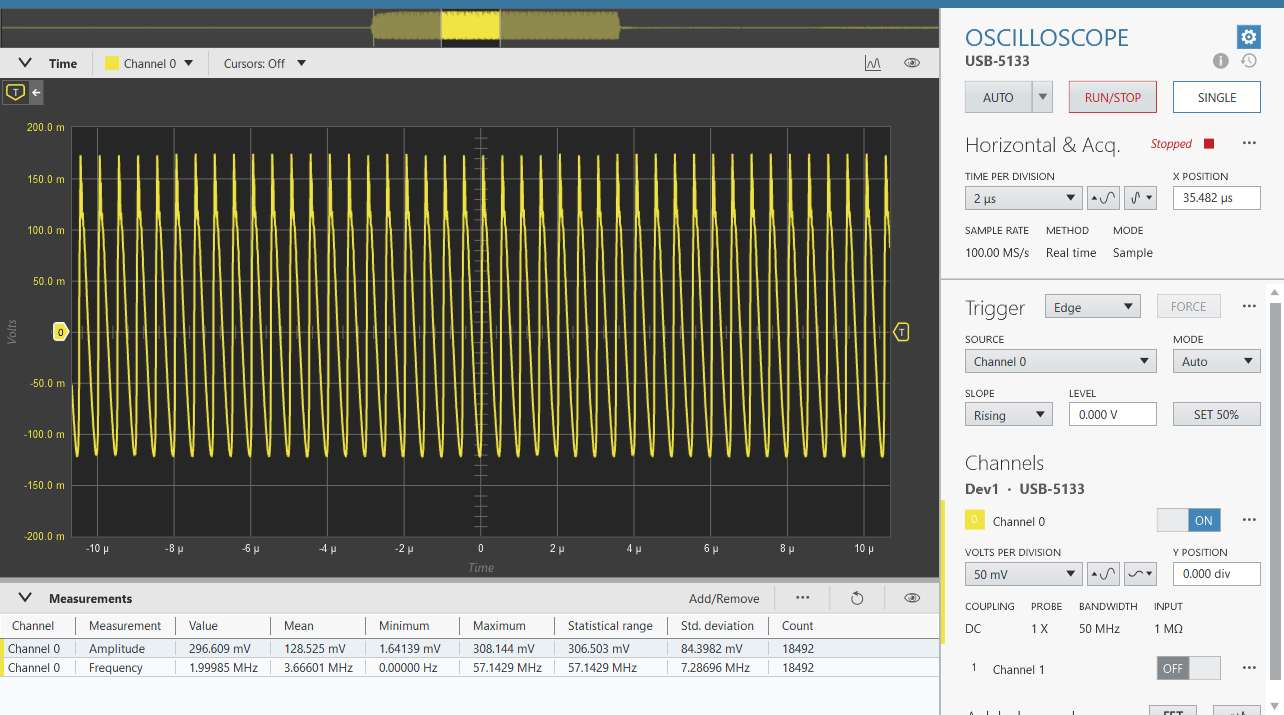 Time
Channel 0
Cursors: Off
T
200.0 m
150.0 m
100.0 m
50.0 m
0
T
-50.0 m
-100.0 m
-150.0 m
-200.0 m
Volts
-10 µ -8 µ -6 µ -4 µ -2 µ 0 2 µ 4 µ 6 µ 8 µ 10 µ
Time
Measurements
Add/Remove
Channel Measurement Value Mean Minimum Maximum Statistical range Std. deviation Count
Channel 0 Amplitude 296.609 mV 128.525 mV 1.64139 mV 308.144 mV 306.503 mV 84.3982 mV 18492
Channel 0 Frequency 1.99985 MHz 3.66601 MHz 0.00000 Hz 57.1429 MHz 57.1429 MHz 7.28696 MHz 18492
OSCILLOSCOPE
USB-5133
AUTO RUN/STOP SINGLE
Horizontal & Acq. Stopped
TIME PER DIVISION X POSITION
2 µs 35.482 µs
SAMPLE RATE METHOD MODE
100.00 MS/s Real time Sample
Trigger Edge FORCE
SOURCE MODE
Channel 0 Auto
SLOPE LEVEL
Rising 0.000 V SET 50%
Channels
Dev1 · USB-5133
0 Channel 0 ON
VOLTS PER DIVISION Y POSITION
50 mV 0.000 div
COUPLING PROBE BANDWIDTH INPUT
DC 1 X 50 MHz 1 MΩ
1 Channel 1 OFF